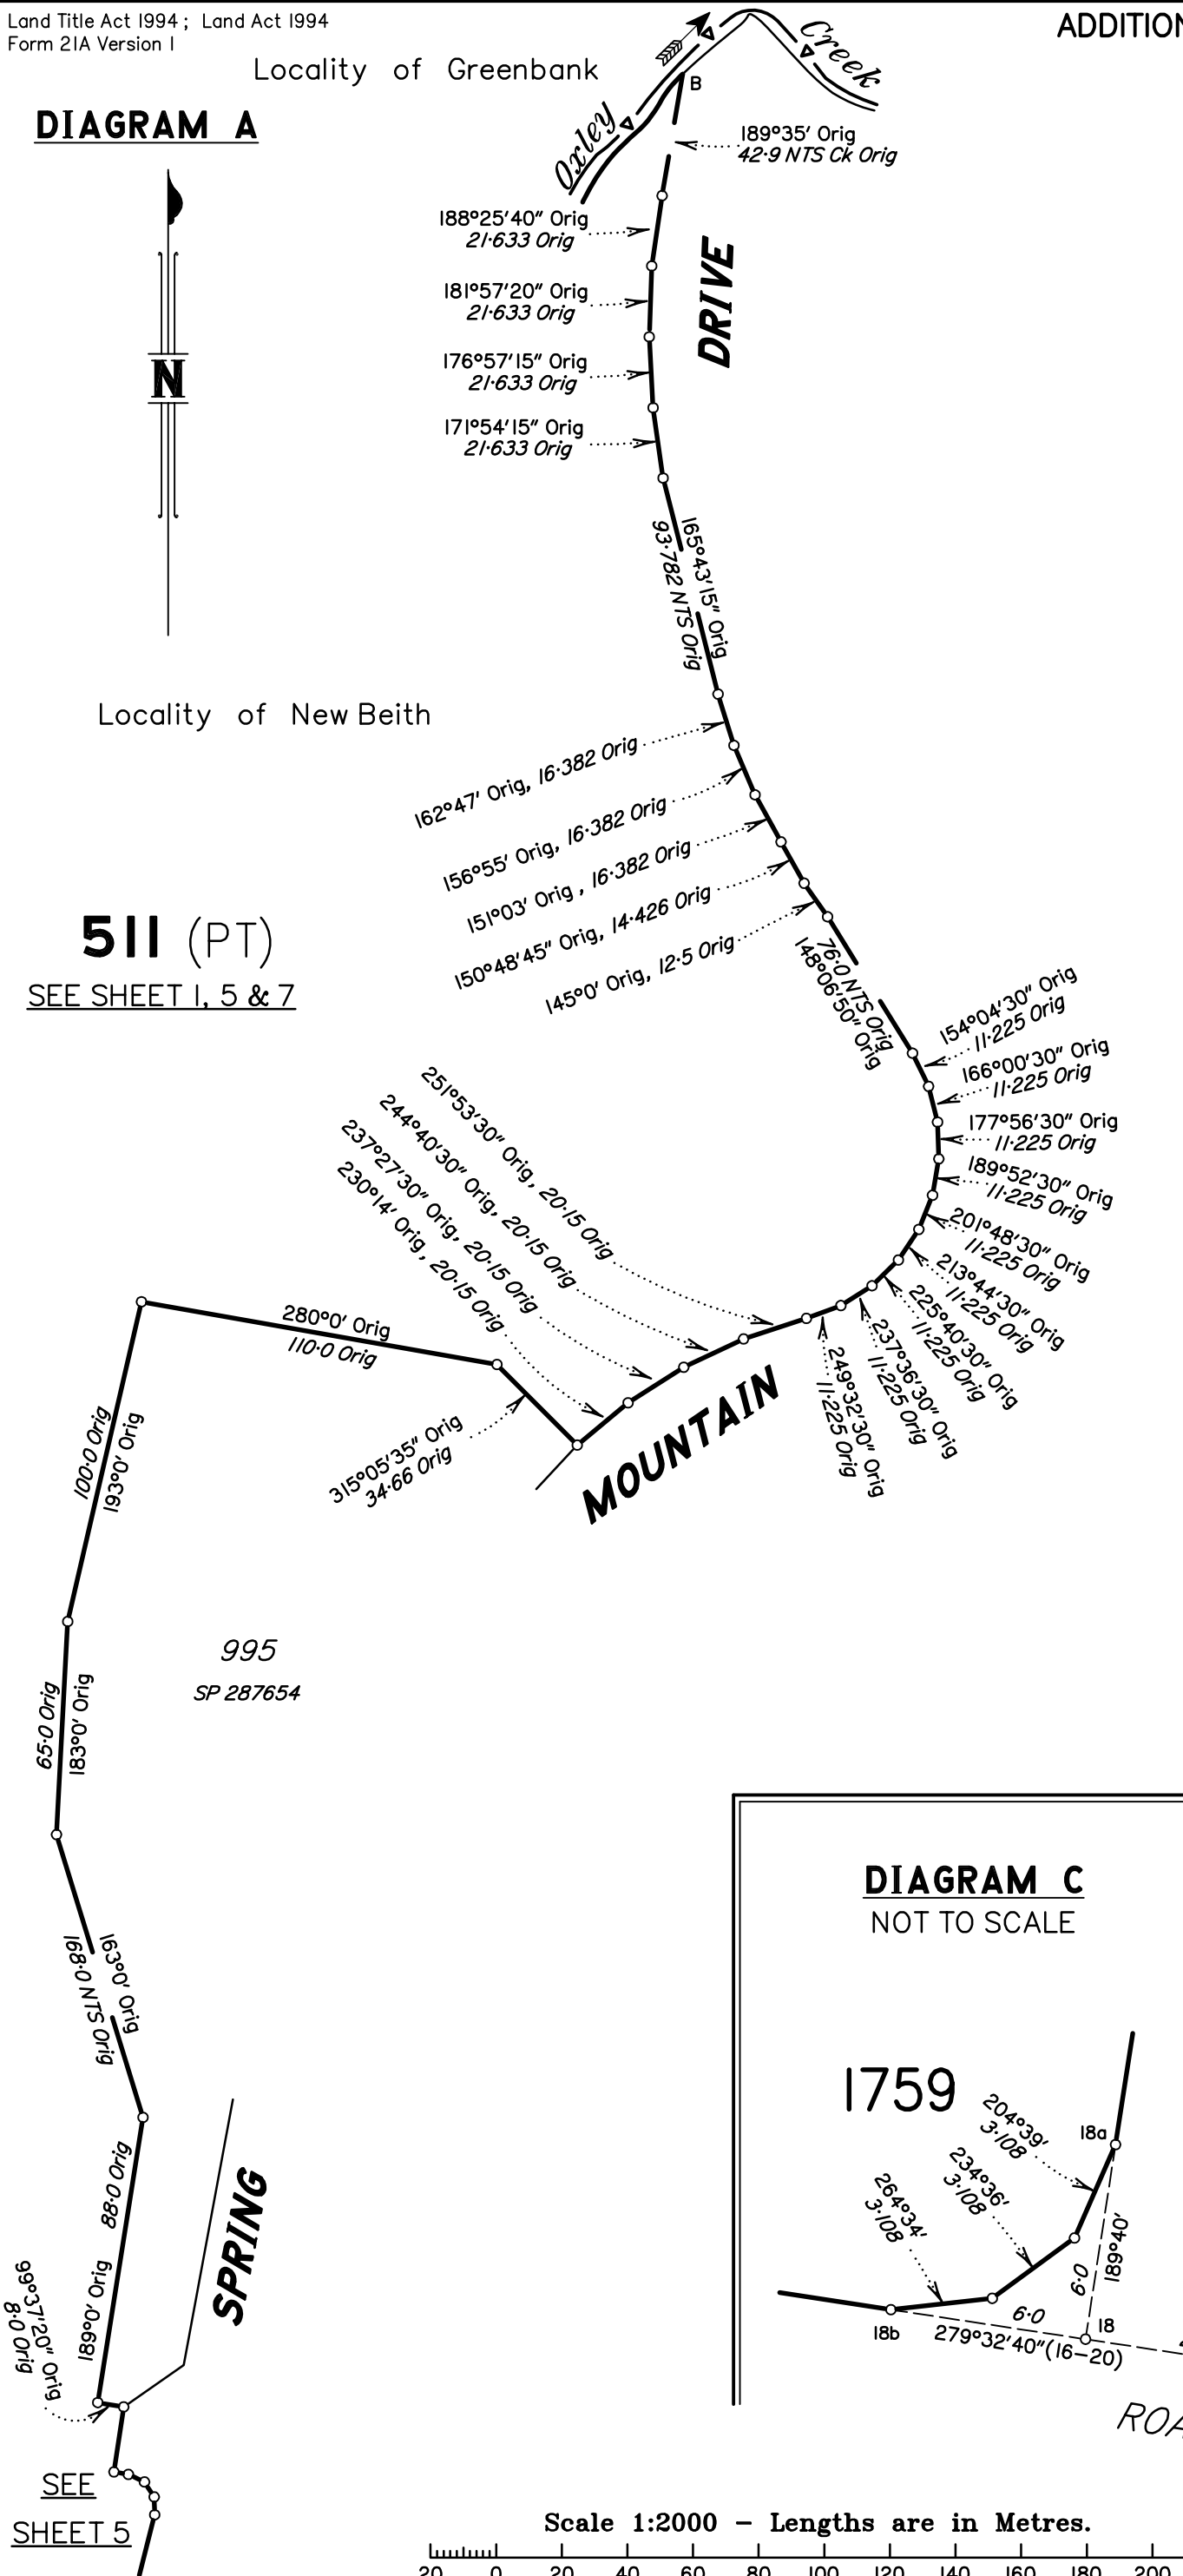 Land Title Act 1994 ; Land Act 1994
Form 21A Version 1
Locality of Greenbank
DIAGRAM A
N
Oxley
Creek
B
189°35' Orig
42·9 NTS Ck Orig
188°25'40" Orig
21·633 Orig
181°57'20" Orig
21·633 Orig
176°57'15" Orig
21·633 Orig
171°54'15" Orig
21·633 Orig
DRIVE
165°43'15" Orig
93·782 NTS Orig
Locality of New Beith
162°47' Orig, 16·382 Orig
156°55' Orig, 16·382 Orig
151°03' Orig , 16·382 Orig
150°48'45" Orig, 14·426 Orig
145°0' Orig, 12·5 Orig
76·0 NTS Orig
148°06'50" Orig
511 (PT)
SEE SHEET 1, 5 & 7
154°04'30" Orig
11·225 Orig
166°00'30" Orig
11·225 Orig
177°56'30" Orig
11·225 Orig
189°52'30" Orig
11·225 Orig
201°48'30" Orig
11·225 Orig
213°44'30" Orig
11·225 Orig
225°40'30" Orig
11·225 Orig
237°36'30" Orig
11·225 Orig
249°32'30" Orig
11·225 Orig
251°53'30" Orig, 20·15 Orig
244°40'30" Orig, 20·15 Orig
237°27'30" Orig, 20·15 Orig
230°14' Orig, 20·15 Orig
MOUNTAIN
280°0' Orig
110·0 Orig
315°05'35" Orig
34·66 Orig
100·0 Orig
193°0' Orig
995
SP 287654
65·0 Orig
183°0' Orig
163°0' Orig
168·0 NTS Orig
88·0 Orig
189°0' Orig
SPRING
99°37'20" Orig
8·0 Orig
SEE
SHEET 5
DIAGRAM C
NOT TO SCALE
1759
204°39'
3·108
234°36'
3·108
264°34'
3·108
18a
189°40'
6·0
6·0
18
18b
279°32'40"(16-20)
Scale 1:2000 - Lengths are in Metres.
20 0 20 40 60 80 100 120 140 160 180 200